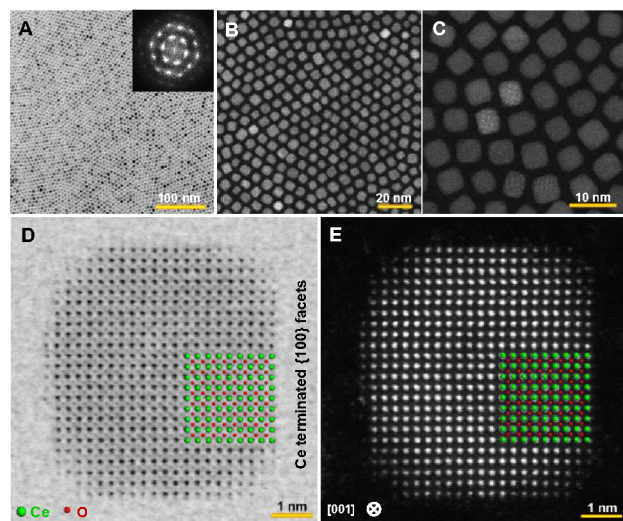 A
B
C
100 nm
20 nm
10 nm
D
E
Ce terminated {100} facets
Ce
O
1 nm
[001]
1 nm